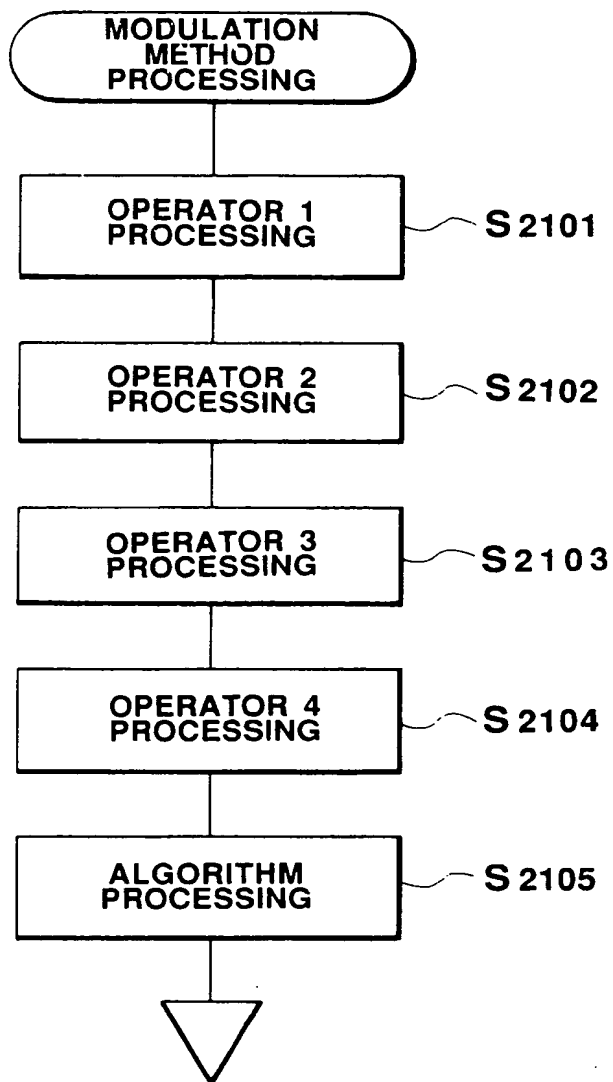 MODULATION
METHOD
PROCESSING
OPERATOR 1
PROCESSING
S2101
OPERATOR 2
PROCESSING
S2102
OPERATOR 3
PROCESSING
S2103
OPERATOR 4
PROCESSING
S2104
ALGORITHM
PROCESSING
S2105